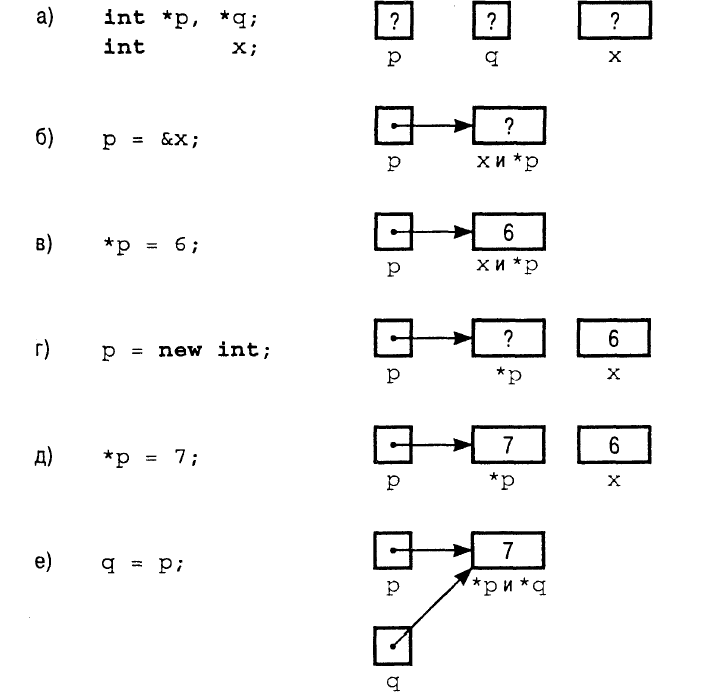 а) int *p, *q; ? ? ?
int x; p q x
б) p = &x; ?
p x и *p
в) *p = 6; 6
p x и *p
г) p = new int; ? 6
p *p x
д) *p = 7; 7 6
p *p x
е) q = p; 7
p *p и *q
q